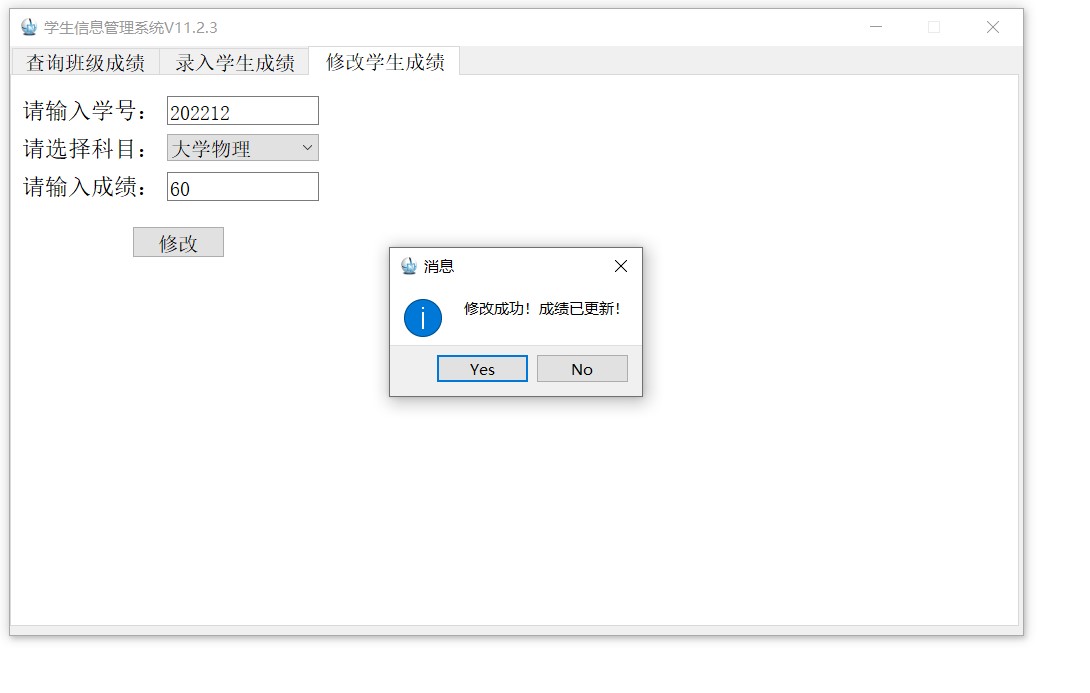 学生信息管理系统V11.2.3
查询班级成绩 录入学生成绩 修改学生成绩
请输入学号： 202212
请选择科目： 大学物理
请输入成绩： 60
修改
消息
修改成功！成绩已更新！
Yes No